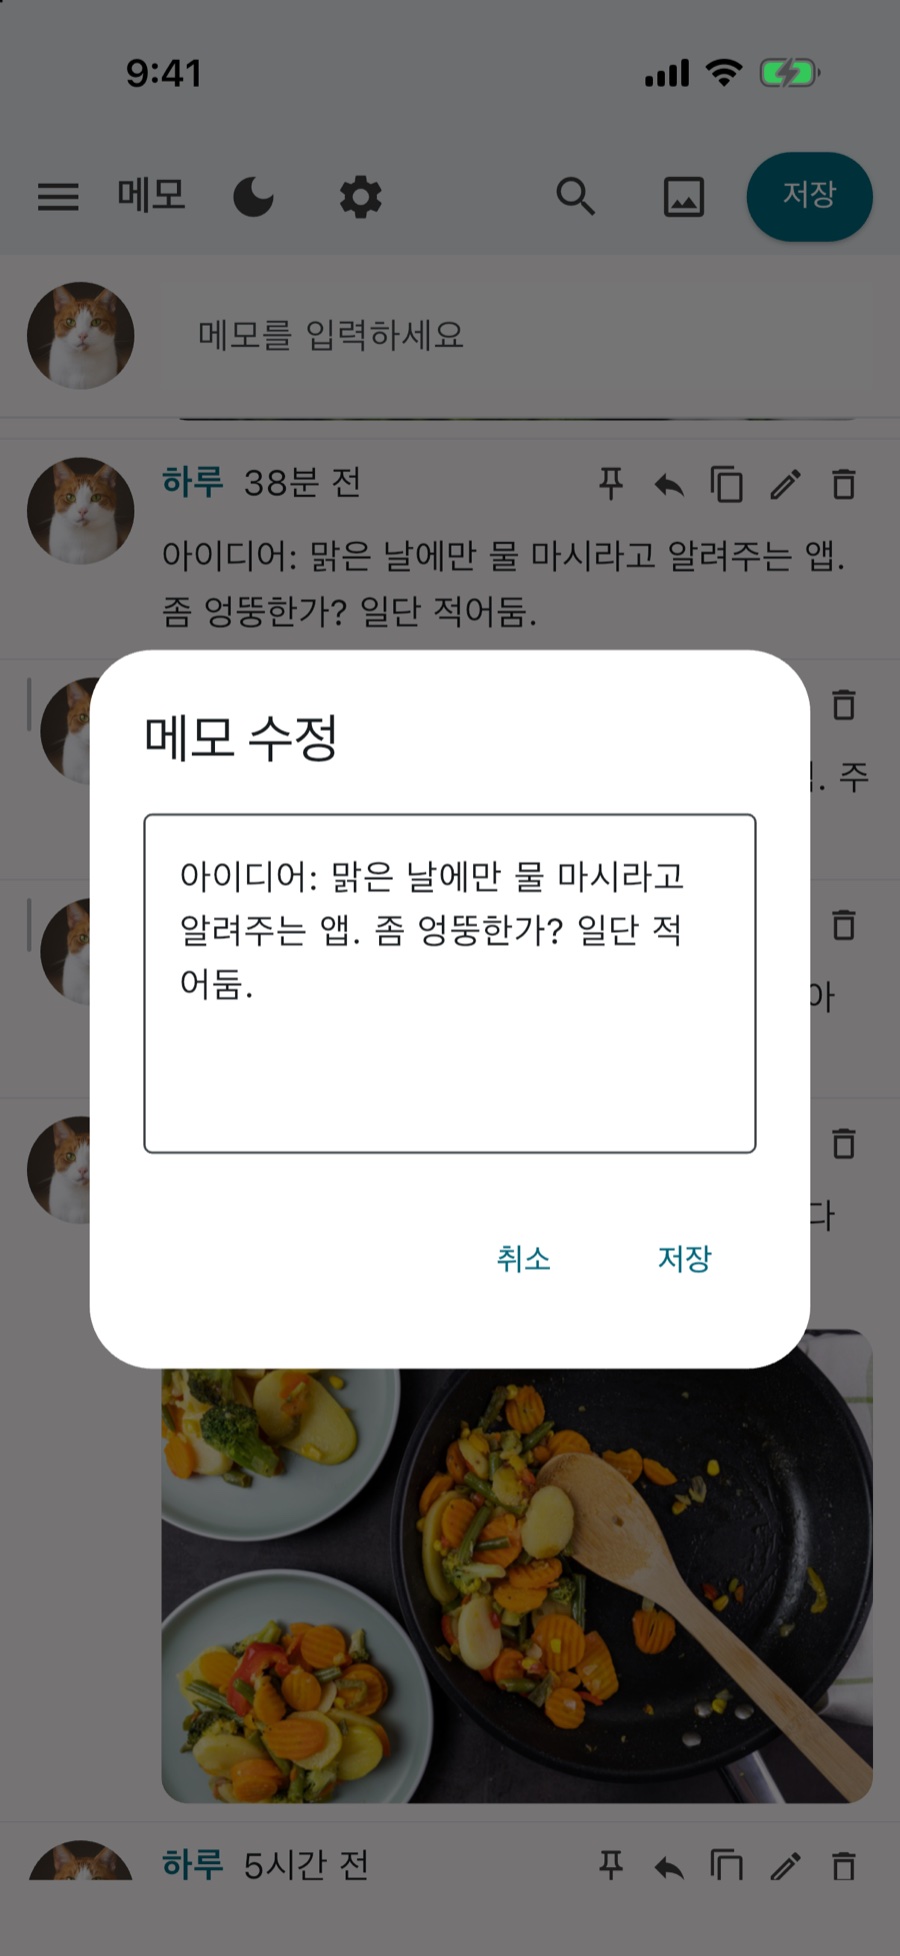 9:41
메모
저장
메모를 입력하세요
하루 38분 전
아이디어: 맑은 날에만 물 마시라고 알려주는 앱.
좀 엉뚱한가? 일단 적어둠.
. 주
메모 수정
아이디어: 맑은 날에만 물 마시라고
알려주는 앱. 좀 엉뚱한가? 일단 적
어둠.
아
다
취소 저장
하루 5시간 전